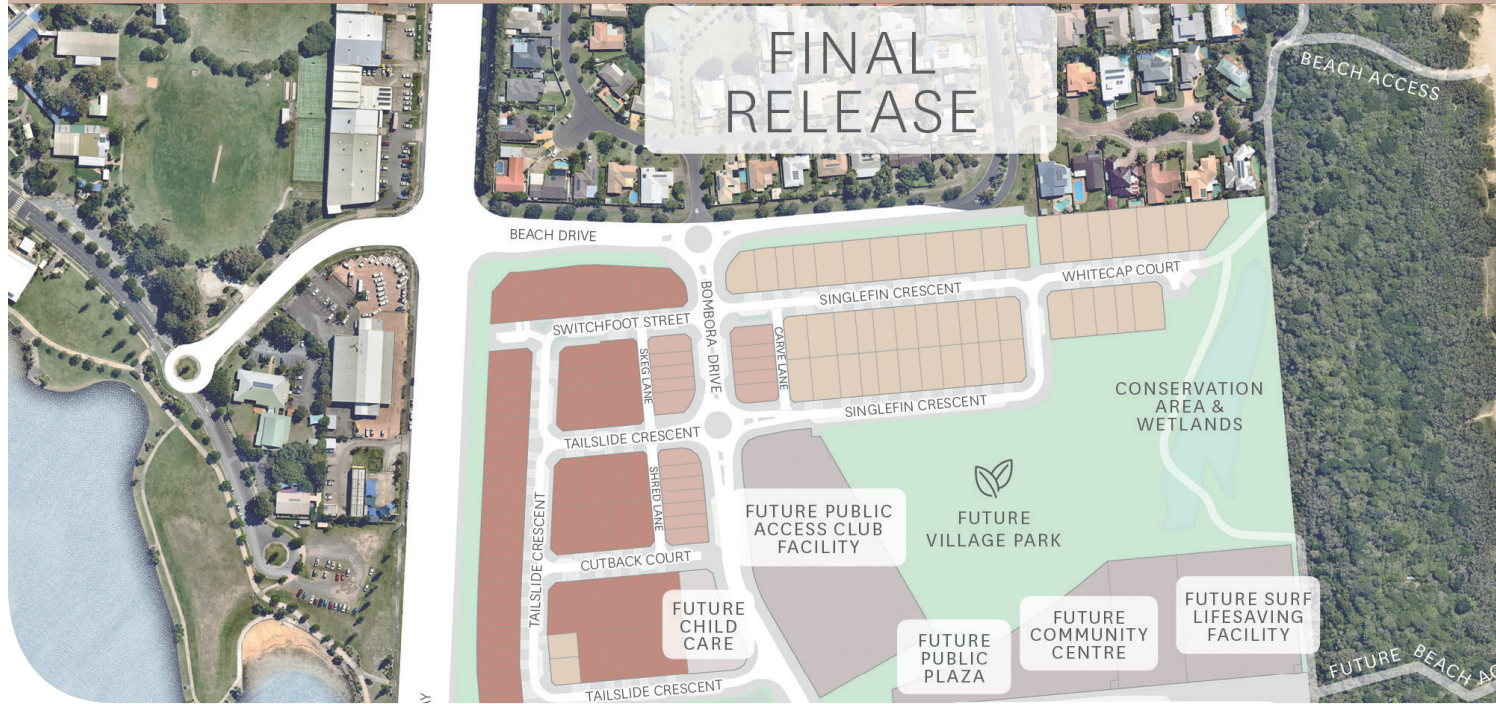 FINAL
RELEASE
BEACH ACCESS
BEACH DRIVE
WHITECAP COURT
SINGLEFIN CRESCENT
SWITCHFOOT STREET
BOMBORA DRIVE
CARVE LANE
SKEG LANE
SINGLEFIN CRESCENT
CONSERVATION
AREA &
WETLANDS
TAILSLIDE CRESCENT
SHRED LANE
TAILSLIDE CRESCENT
FUTURE PUBLIC
ACCESS CLUB
FACILITY
FUTURE
VILLAGE PARK
CUTBACK COURT
FUTURE
CHILD
CARE
FUTURE
PUBLIC
PLAZA
FUTURE
COMMUNITY
CENTRE
FUTURE SURF
LIFESAVING
FACILITY
FUTURE BEACH AC
TAILSLIDE CRESCENT
AY